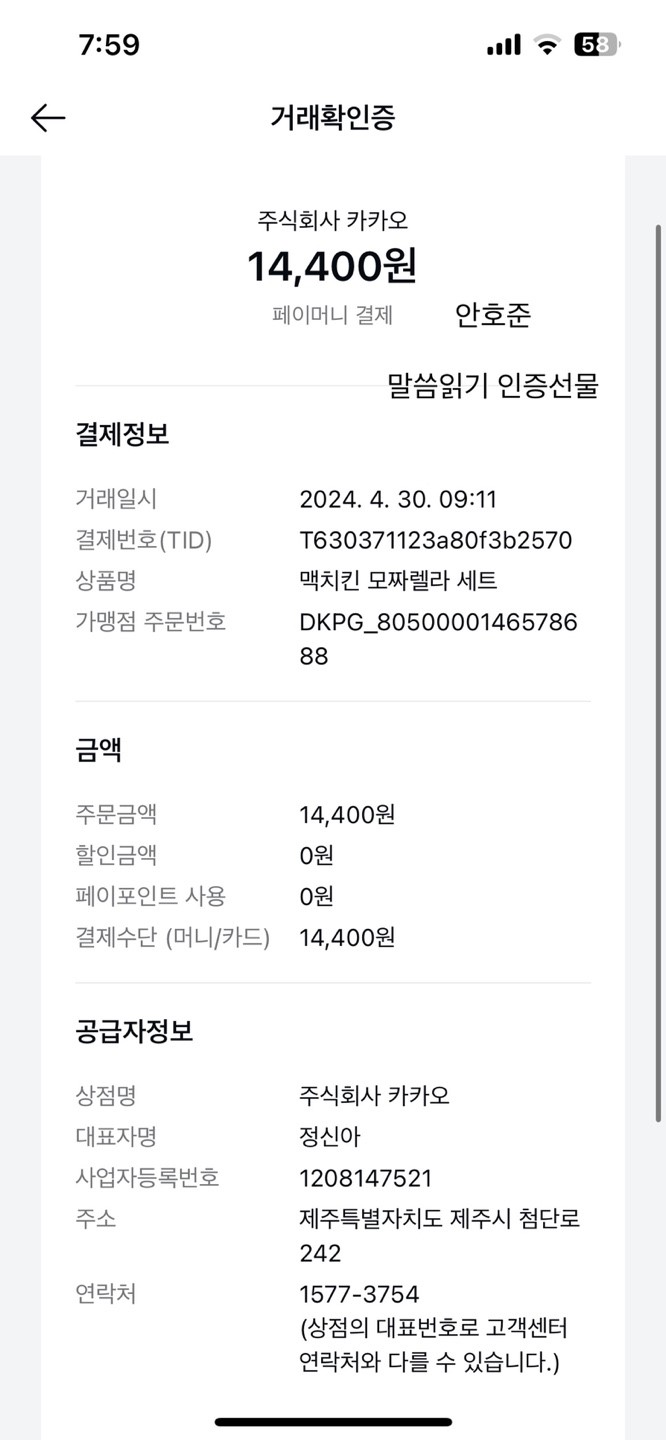 7:59
58
거래확인증
주식회사 카카오
14,400원
페이머니 결제 안호준
말씀읽기 인증선물
결제정보
거래일시 2024. 4. 30. 09:11
결제번호(TID) T630371123a80f3b2570
상품명 맥치킨 모짜렐라 세트
가맹점 주문번호 DKPG_80500001465786
88
금액
주문금액 14,400원
할인금액 0원
페이포인트 사용 0원
결제수단 (머니/카드) 14,400원
공급자정보
상점명 주식회사 카카오
대표자명 정신아
사업자등록번호 1208147521
주소 제주특별자치도 제주시 첨단로
242
연락처 1577-3754
(상점의 대표번호로 고객센터
연락처와 다를 수 있습니다.)